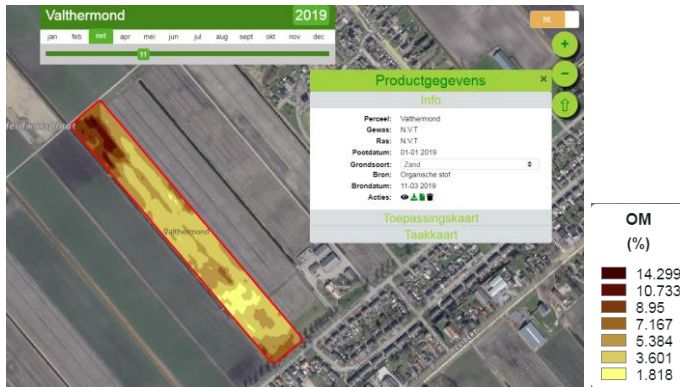 Valthermond 2019
jan feb mrt apr mei jun jul aug sept okt nov dec
11
NL
+
−
Productgegevens ×
Info
Perceel: Valthermond
Gewas: N.V.T
Ras: N.V.T
Pootdatum: 01-01 2019
Grondsoort: Zand
Bron: Organische stof
Brondatum: 11-03 2019
Acties:
Toepassingskaart
Taakkaart
Valthermond
OM
(%)
14.299
10.733
8.95
7.167
5.384
3.601
1.818